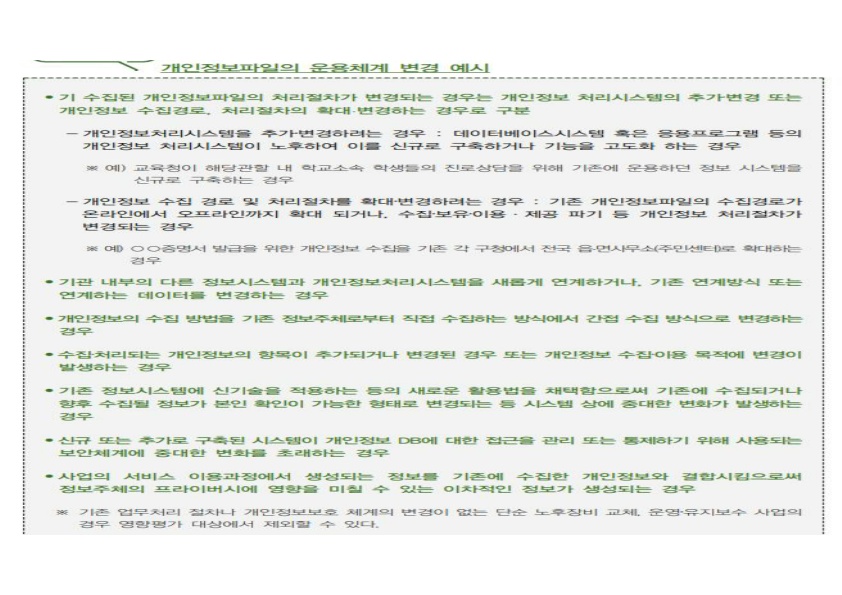 개인정보파일의 운용체계 변경 예시
• 기 수집된 개인정보파일의 처리절차가 변경되는 경우는 개인정보 처리시스템의 추가·변경 또는
개인정보 수집경로, 처리절차의 확대·변경하는 경우로 구분
- 개인정보처리시스템을 추가·변경하려는 경우 : 데이터베이스시스템 혹은 응용프로그램 등의
개인정보 처리시스템이 노후하여 이를 신규로 구축하거나 기능을 고도화 하는 경우
※ 예) 교육청이 해당관할 내 학교소속 학생들의 진로상담을 위해 기존에 운용하던 정보 시스템을
신규로 구축하는 경우
- 개인정보 수집 경로 및 처리절차를 확대·변경하려는 경우 : 기존 개인정보파일의 수집경로가
온라인에서 오프라인까지 확대 되거나, 수집·보유·이용 · 제공 파기 등 개인정보 처리절차가
변경되는 경우
※ 예) ○○증명서 발급을 위한 개인정보 수집을 기존 각 구청에서 전국 읍·면사무소(주민센터)로 확대하는
경우
• 기관 내부의 다른 정보시스템과 개인정보처리시스템을 새롭게 연계하거나, 기존 연계방식 또는
연계하는 데이터를 변경하는 경우
• 개인정보의 수집 방법을 기존 정보주체로부터 직접 수집하는 방식에서 간접 수집 방식으로 변경하는
경우
• 수집·처리되는 개인정보의 항목이 추가되거나 변경된 경우 또는 개인정보 수집·이용 목적에 변경이
발생하는 경우
• 기존 정보시스템에 신기술을 적용하는 등의 새로운 활용법을 채택함으로써 기존에 수집되거나
향후 수집될 정보가 본인 확인이 가능한 형태로 변경되는 등 시스템 상에 중대한 변화가 발생하는
경우
• 신규 또는 추가로 구축된 시스템이 개인정보 DB에 대한 접근을 관리 또는 통제하기 위해 사용되는
보안체계에 중대한 변화를 초래하는 경우
• 사업의 서비스 이용과정에서 생성되는 정보를 기존에 수집한 개인정보와 결합시킴으로써
정보주체의 프라이버시에 영향을 미칠 수 있는 이차적인 정보가 생성되는 경우
※ 기존 업무처리 절차나 개인정보보호 체계의 변경이 없는 단순 노후장비 교체, 운영·유지보수 사업의
경우 영향평가 대상에서 제외할 수 있다.